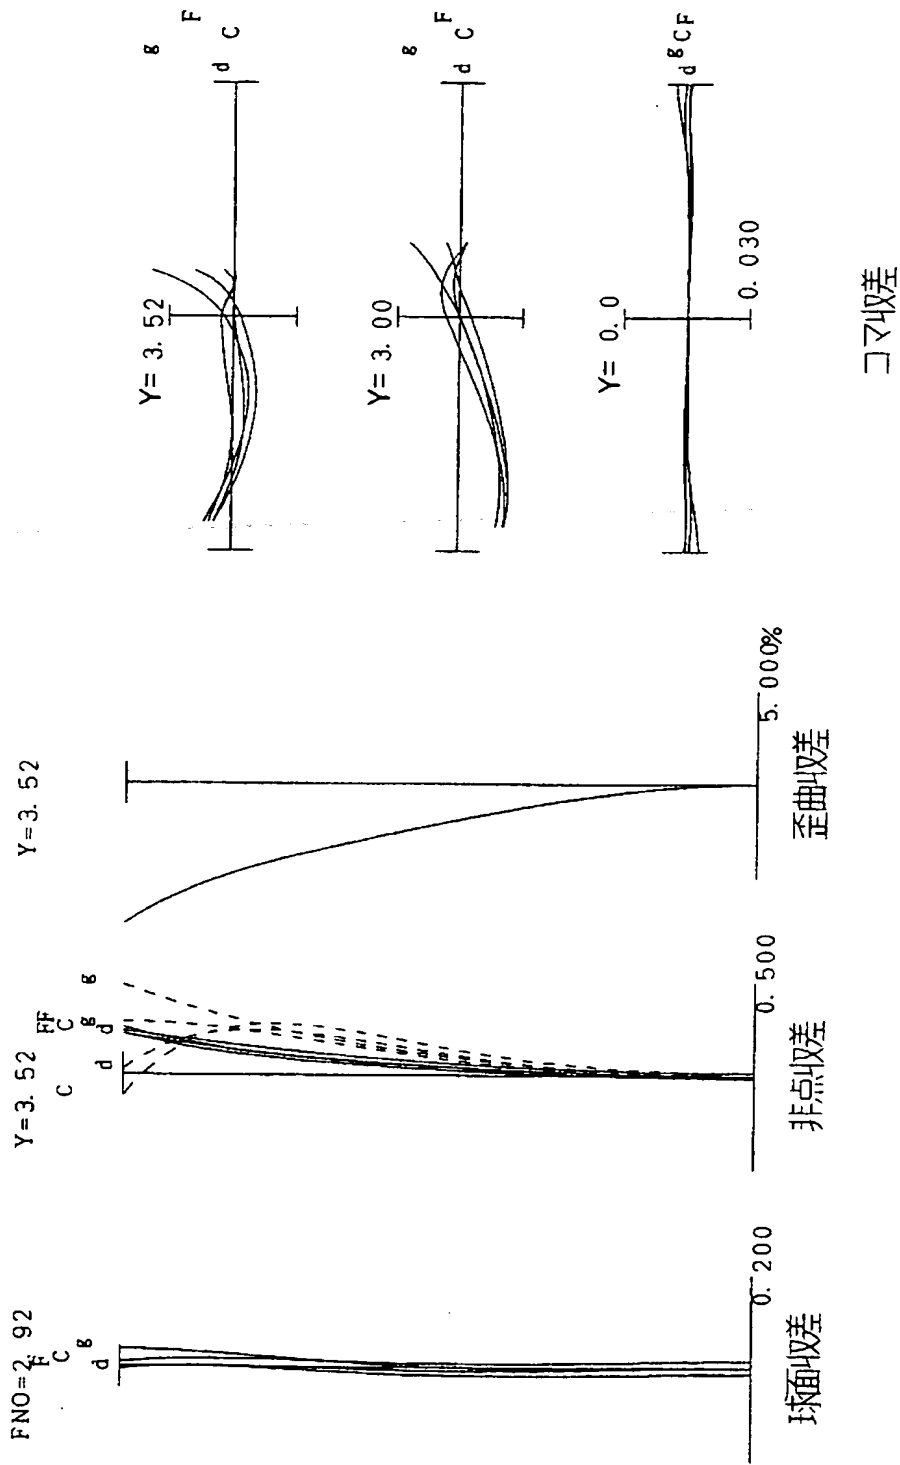 FNO=2. 92
F
C
g
d
0. 200
球面収差
Y=3. 52
C
d
FF
C
g
d
g
0. 500
非点収差
Y=3. 52
5. 000%
歪曲収差
Y=3. 52
g
F
d
C
Y=3. 00
g
F
d
C
Y= 0. 0
d
g
C
F
0. 030
コマ収差